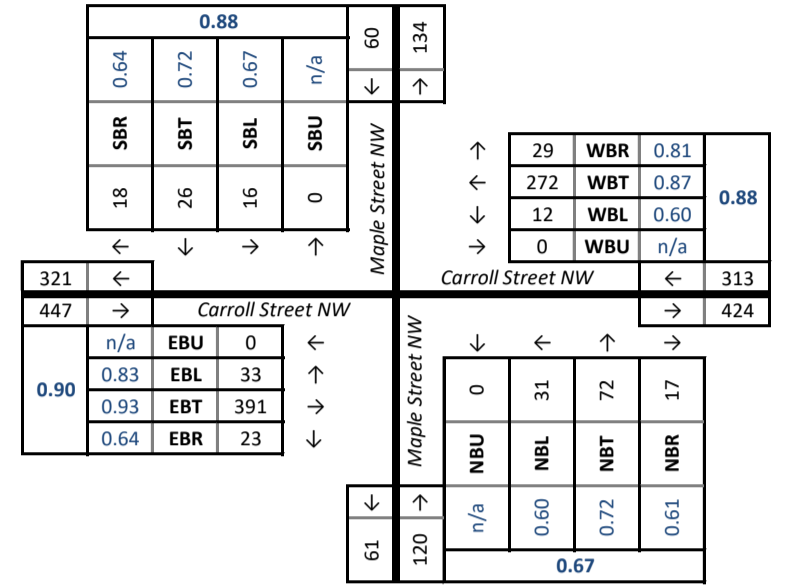 0.88
0.64 0.72 0.67 n/a
SBR SBT SBL SBU
18 26 16 0
← ↓ → ↑
60 134
← ↑
Maple Street NW
↑ 29 WBR 0.81
← 272 WBT 0.87
↓ 12 WBL 0.60
→ 0 WBU n/a
0.88
321 ←
Carroll Street NW ← 313
447 → Carroll Street NW
→ 424
0.90
n/a EBU 0 ←
0.83 EBL 33 ↑
0.93 EBT 391 →
0.64 EBR 23 ↓
Maple Street NW
↓ ← ↑ →
0 31 72 17
NBU NBL NBT NBR
n/a 0.60 0.72 0.61
0.67
↓ ↑
61 120